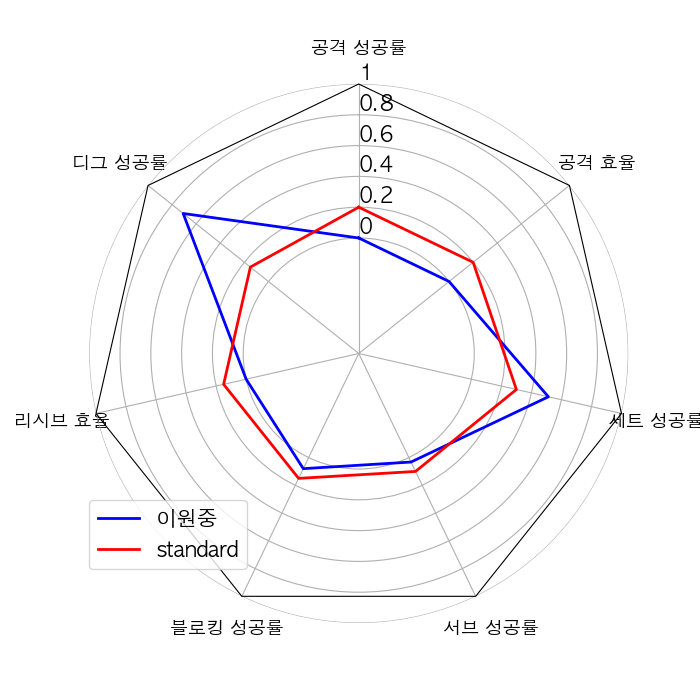 공격 성공률
1
0.8
0.6
0.4
0.2
0
디그 성공률
공격 효율
리시브 효율
세트 성공률
이원중
standard
블로킹 성공률
서브 성공률